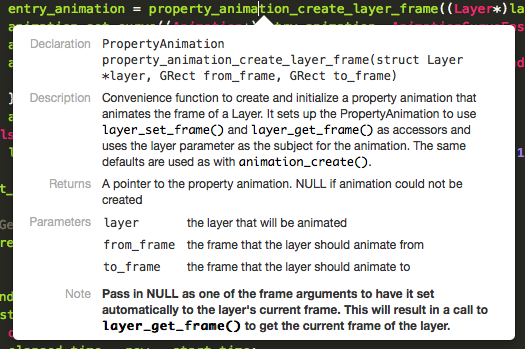 entry_animation = property_animation_create_layer_frame((Layer*)la
Declaration PropertyAnimation
property_animation_create_layer_frame(struct Layer
*layer, GRect from_frame, GRect to_frame)
Description Convenience function to create and initialize a property animation that
animates the frame of a Layer. It sets up the PropertyAnimation to use
layer_set_frame() and layer_get_frame() as accessors and
uses the layer parameter as the subject for the animation. The same
defaults are used as with animation_create().
Returns A pointer to the property animation. NULL if animation could not be
created
Parameters layer the layer that will be animated
from_frame the frame that the layer should animate from
to_frame the frame that the layer should animate to
Note Pass in NULL as one of the frame arguments to have it set
automatically to the layer's current frame. This will result in a call to
layer_get_frame() to get the current frame of the layer.